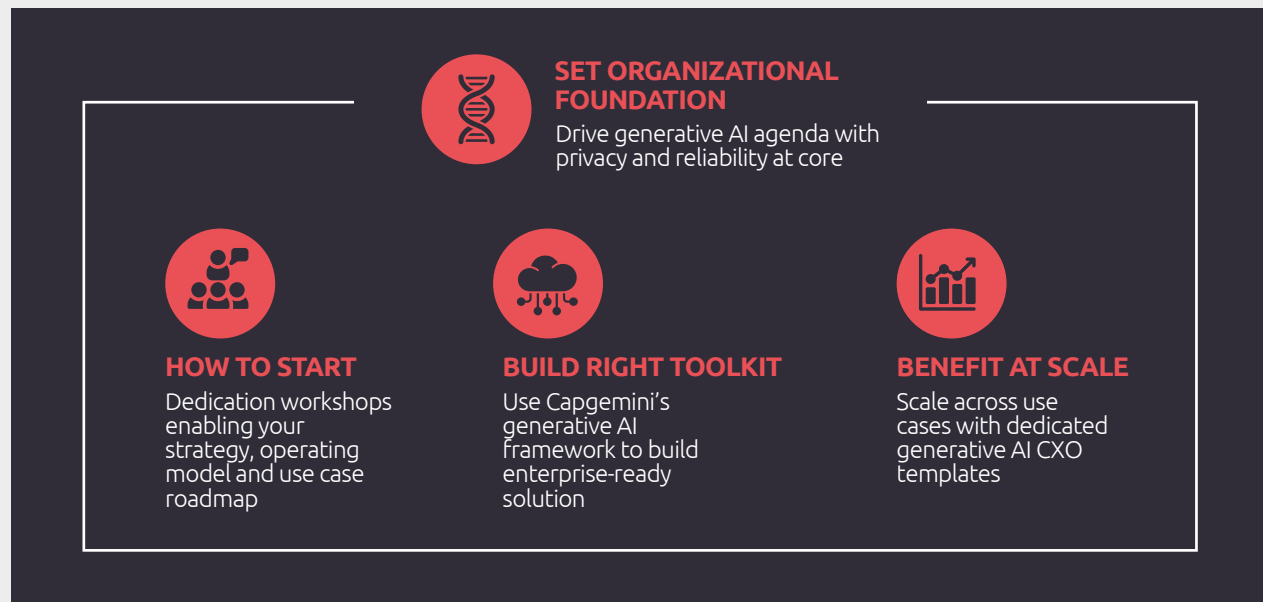 SET ORGANIZATIONAL
FOUNDATION
Drive generative AI agenda with
privacy and reliability at core
HOW TO START
Dedication workshops
enabling your
strategy, operating
model and use case
roadmap
BUILD RIGHT TOOLKIT
Use Capgemini’s
generative AI
framework to build
enterprise-ready
solution
BENEFIT AT SCALE
Scale across use
cases with dedicated
generative AI CXO
templates